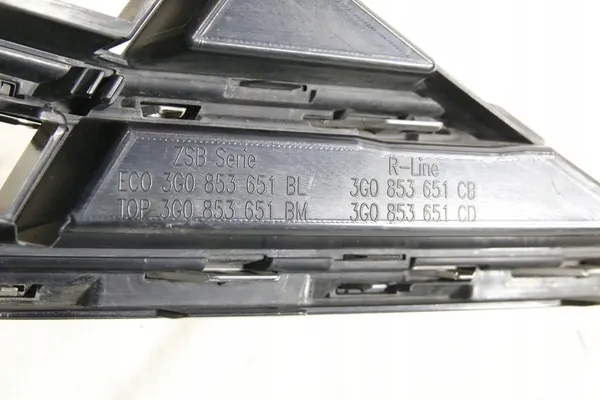 ZSB Serie R-Line
ECO 3G0 853 651 BL 3G0 853 651 CB
TOP 3G0 853 651 BM 3G0 853 651 CD